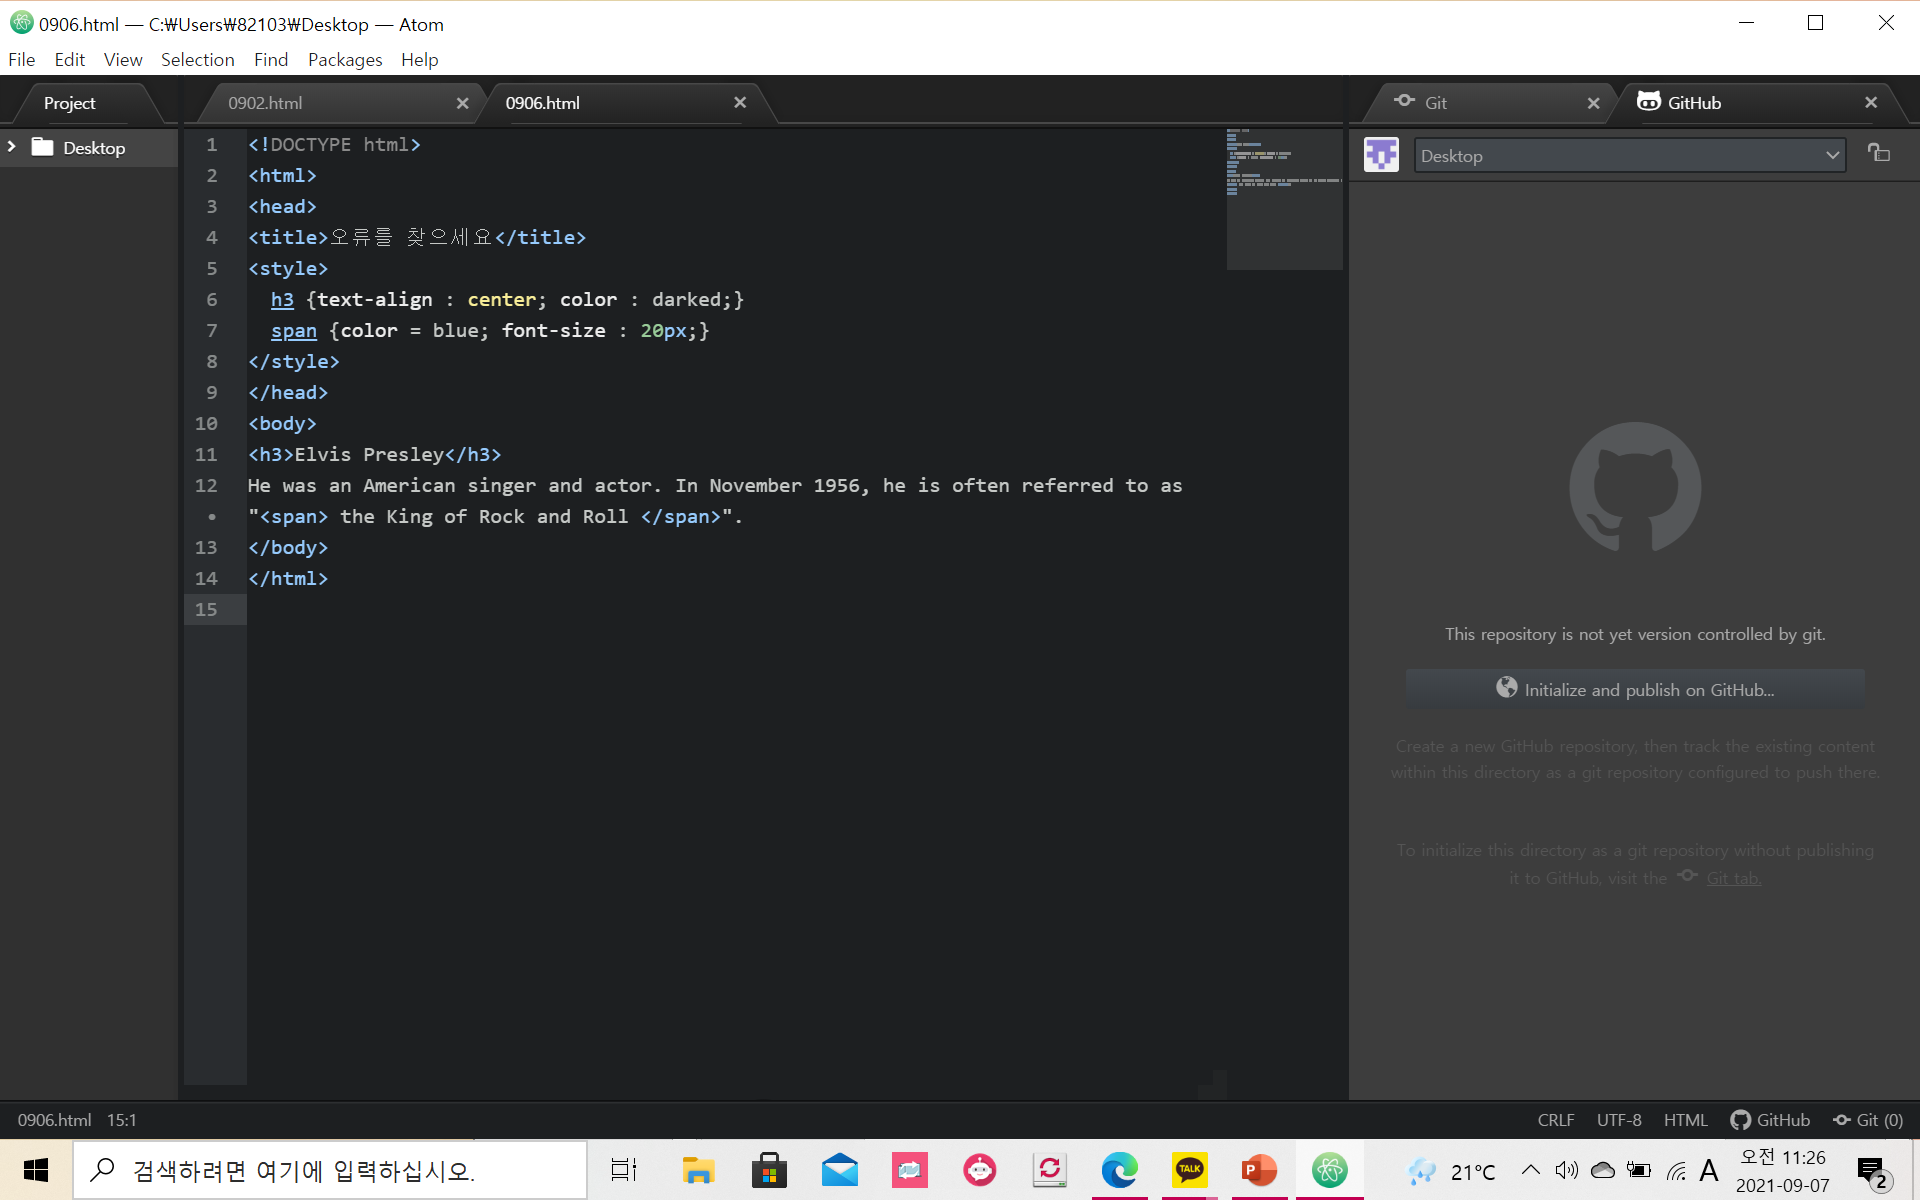 0906.html — C:₩Users₩82103₩Desktop — Atom
File Edit View Selection Find Packages Help
Project
Desktop
0902.html
0906.html
1 <!DOCTYPE html>
2 <html>
3 <head>
4 <title>오류를 찾으세요</title>
5 <style>
6 h3 {text-align : center; color : darked;}
7 span {color = blue; font-size : 20px;}
8 </style>
9 </head>
10 <body>
11 <h3>Elvis Presley</h3>
12 He was an American singer and actor. In November 1956, he is often referred to as
• "<span> the King of Rock and Roll </span>".
13 </body>
14 </html>
15
Git
GitHub
Desktop
This repository is not yet version controlled by git.
Initialize and publish on GitHub...
Create a new GitHub repository, then track the existing content
within this directory as a git repository configured to push there.
To initialize this directory as a git repository without publishing
it to GitHub, visit the Git tab.
0906.html 15:1
CRLF UTF-8 HTML GitHub Git (0)
검색하려면 여기에 입력하십시오.
TALK
P
21°C
A
오전 11:26
2021-09-07
2